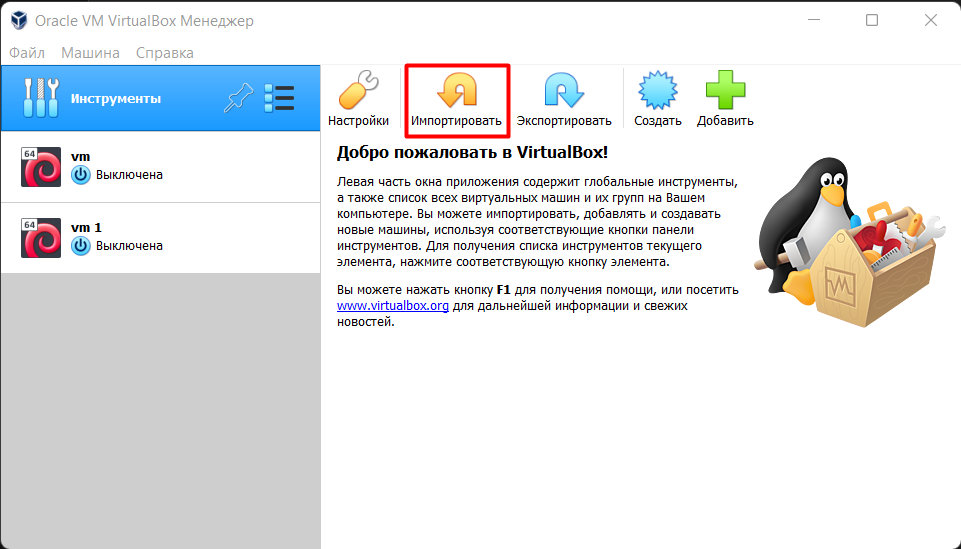 Oracle VM VirtualBox Менеджер
Файл Машина Справка
Инструменты
Настройки Импортировать Экспортировать Создать Добавить
64 vm
Выключена
64 vm 1
Выключена
Добро пожаловать в VirtualBox!
Левая часть окна приложения содержит глобальные инструменты,
а также список всех виртуальных машин и их групп на Вашем
компьютере. Вы можете импортировать, добавлять и создавать
новые машины, используя соответствующие кнопки панели
инструментов. Для получения списка инструментов текущего
элемента, нажмите соответствующую кнопку элемента.
Вы можете нажать кнопку F1 для получения помощи, или посетить
www.virtualbox.org для дальнейшей информации и свежих
новостей.